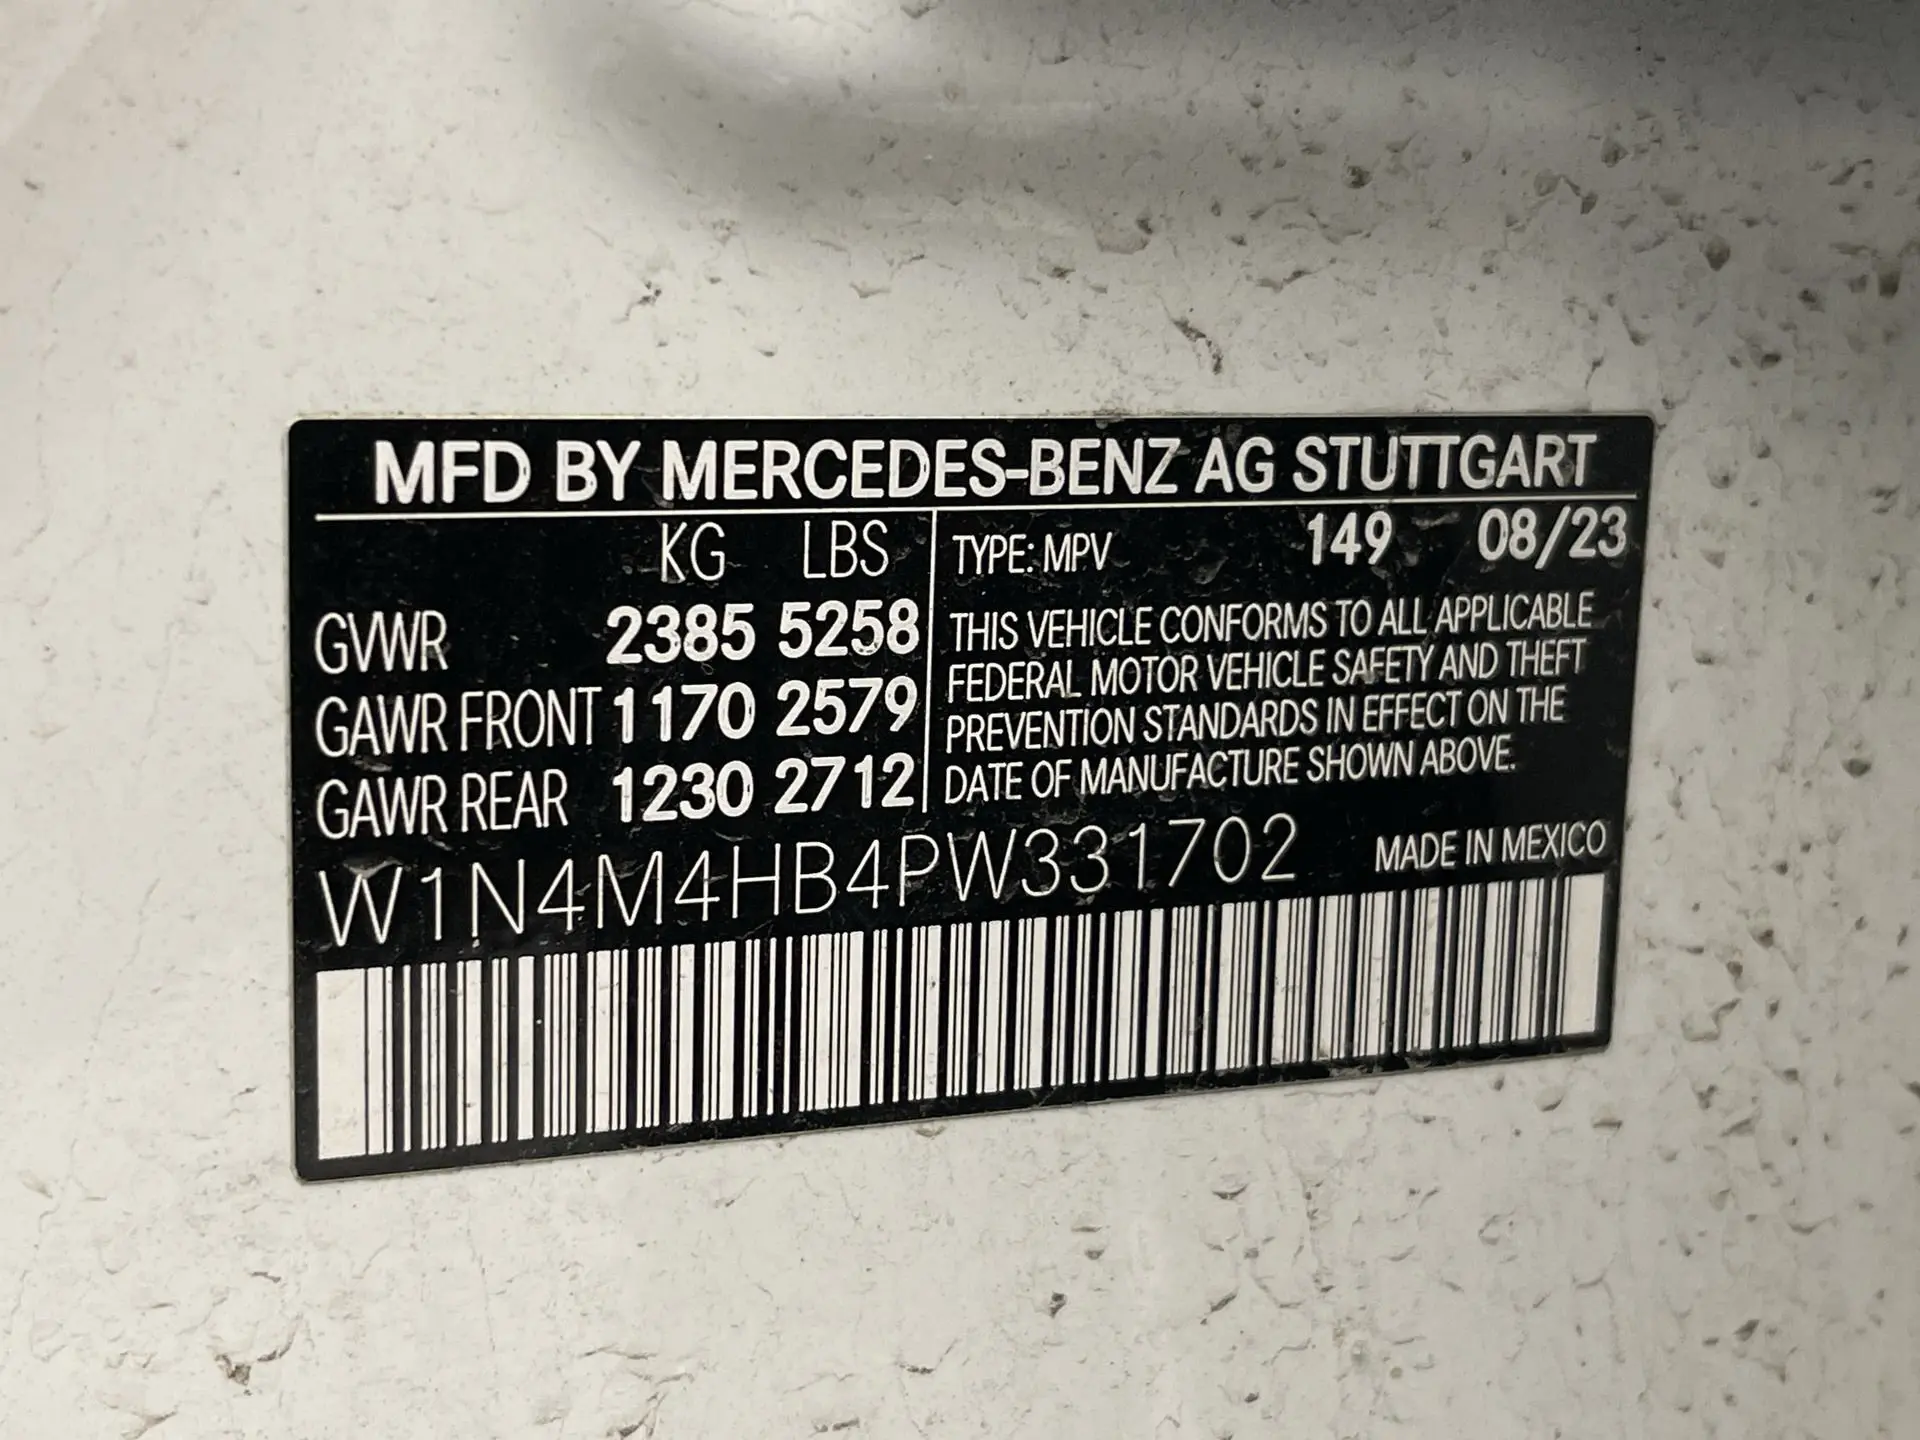 MFD BY MERCEDES-BENZ AG STUTTGART
KG LBS
GVWR 2385 5258
GAWR FRONT 1170 2579
GAWR REAR 1230 2712
TYPE: MPV 149 08/23
THIS VEHICLE CONFORMS TO ALL APPLICABLE
FEDERAL MOTOR VEHICLE SAFETY AND THEFT
PREVENTION STANDARDS IN EFFECT ON THE
DATE OF MANUFACTURE SHOWN ABOVE.
W1N4M4HB4PW331702 MADE IN MEXICO